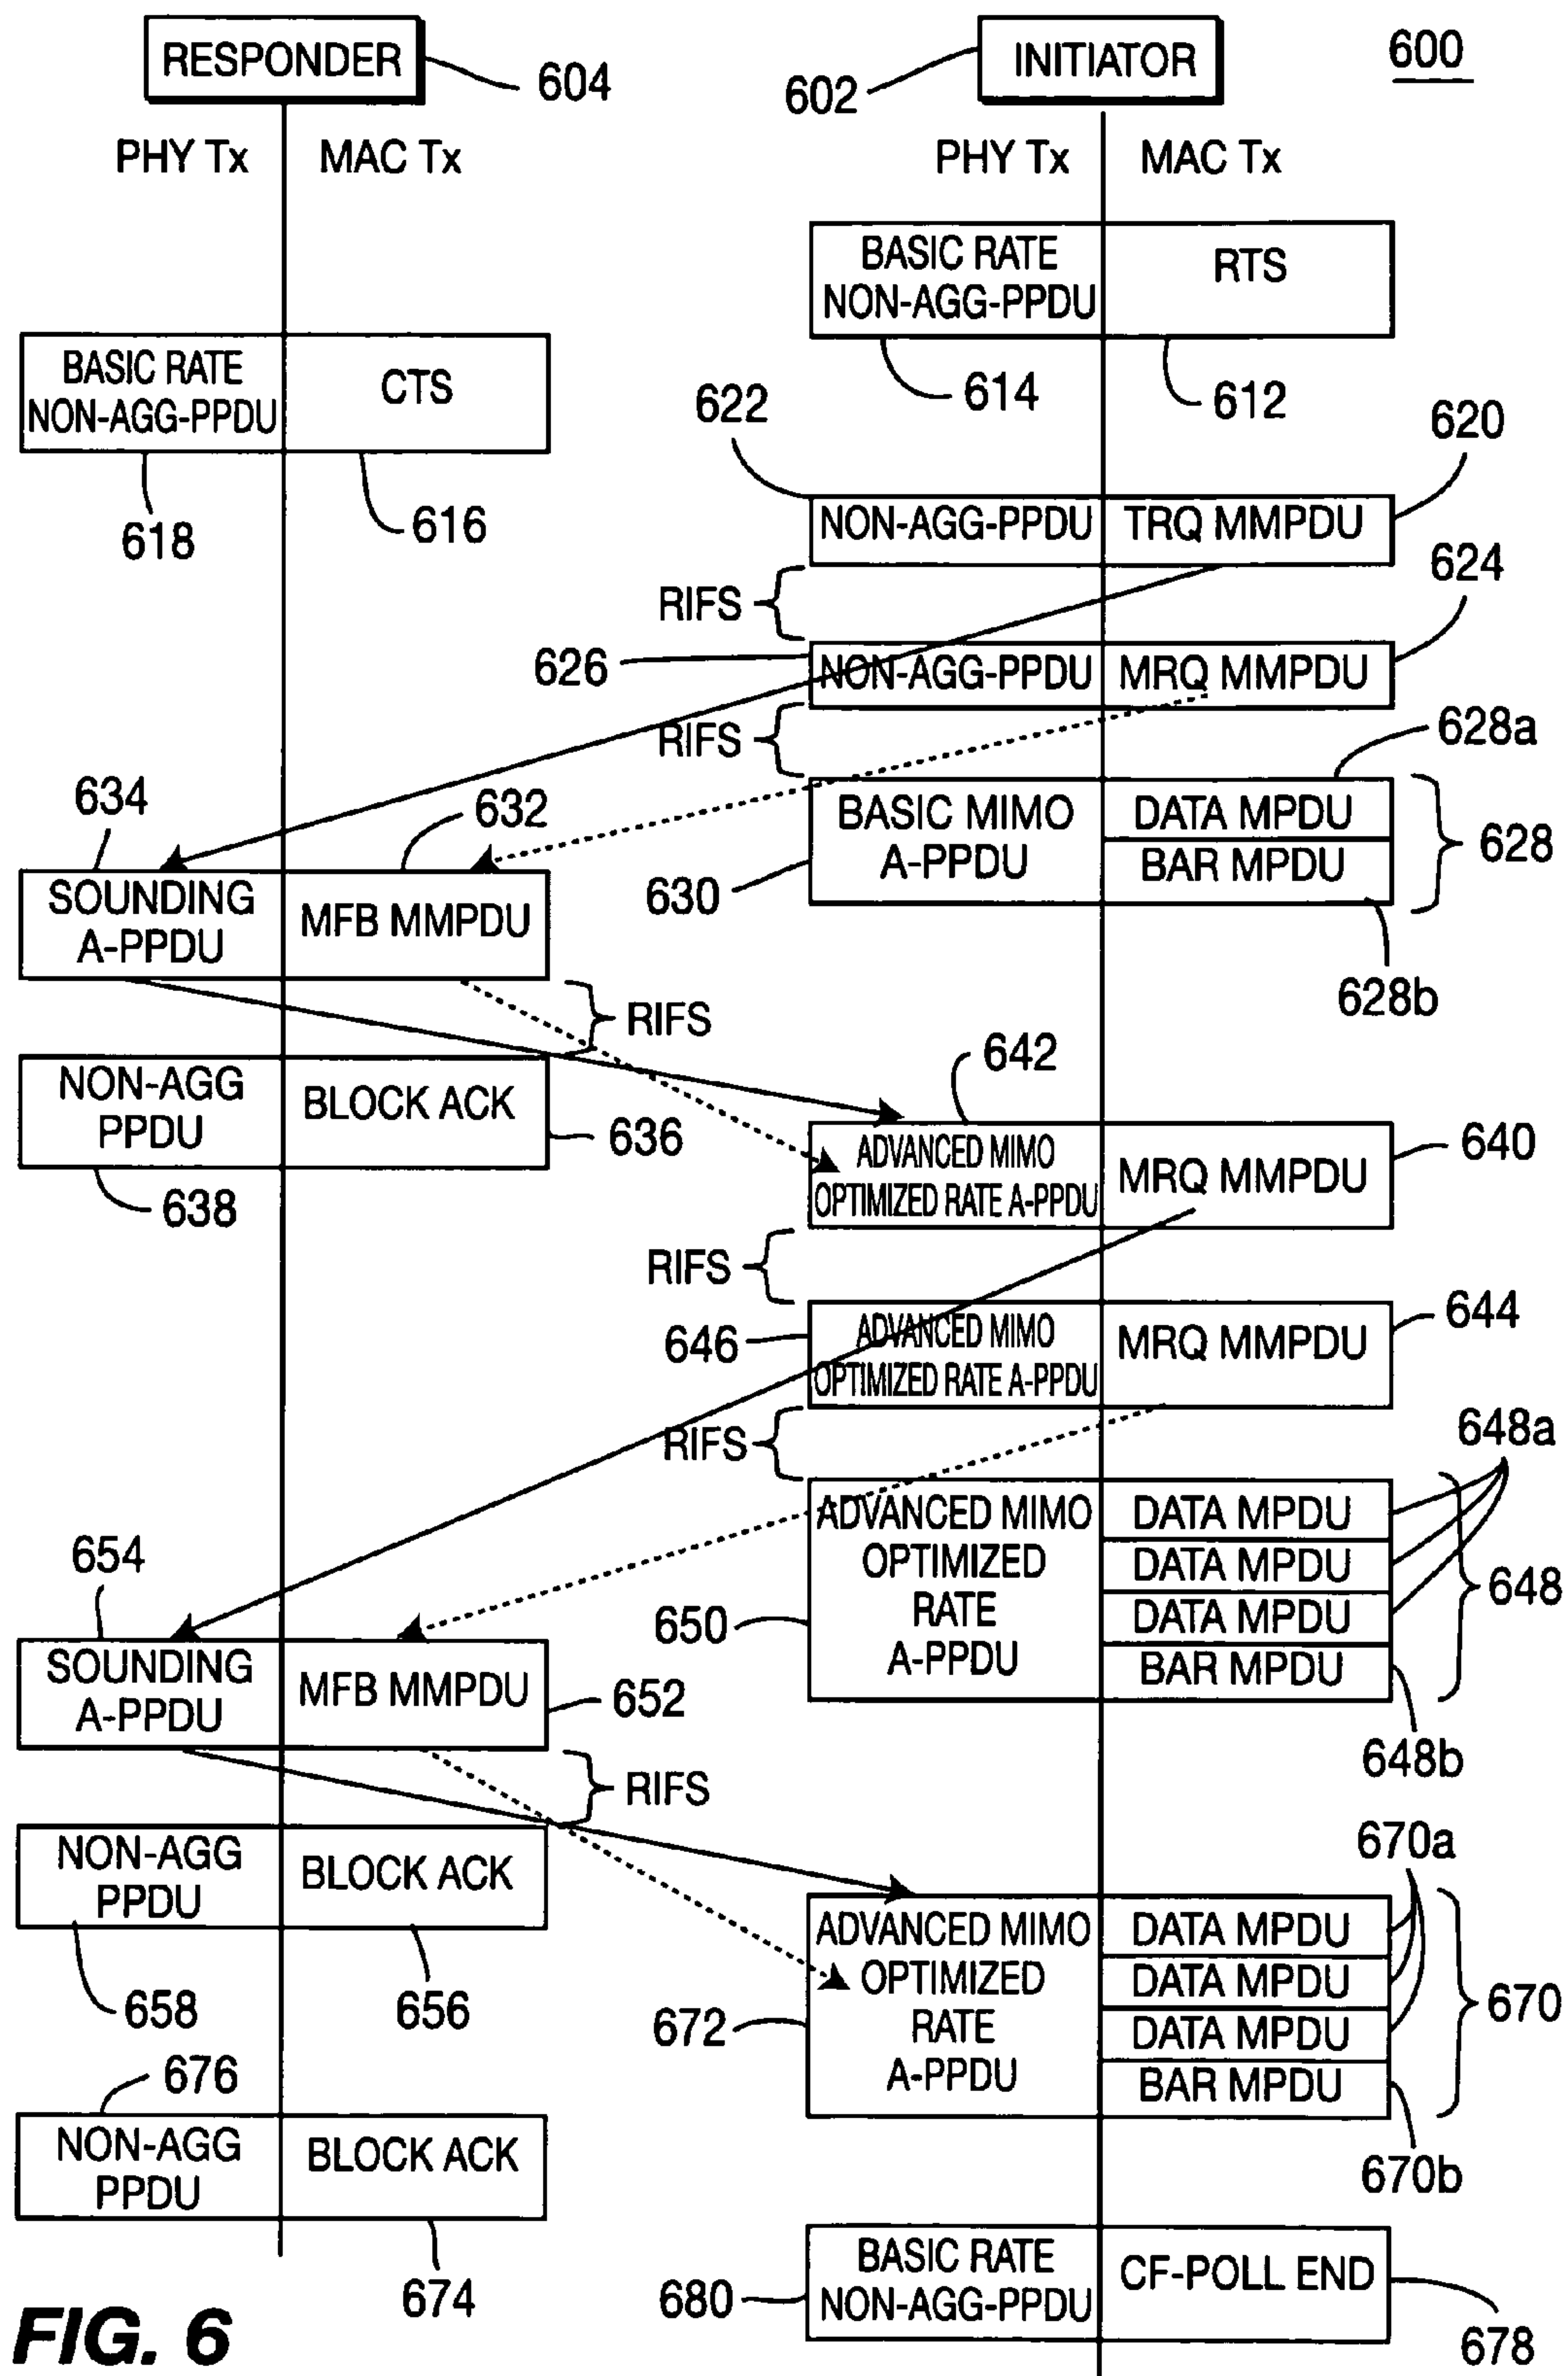 RESPONDER
604
INITIATOR
602
600
PHY Tx
MAC Tx
PHY Tx
MAC Tx
BASIC RATE
NON-AGG-PPDU
RTS
614
612
BASIC RATE
NON-AGG-PPDU
CTS
618
616
622
620
NON-AGG-PPDU
TRQ MMPDU
RIFS
624
626
NON-AGG-PPDU
MRQ MMPDU
RIFS
628a
BASIC MIMO
A-PPDU
DATA MPDU
BAR MPDU
628
630
628b
634
632
SOUNDING
A-PPDU
MFB MMPDU
RIFS
NON-AGG
PPDU
BLOCK ACK
636
638
642
ADVANCED MIMO
OPTIMIZED RATE A-PPDU
MRQ MMPDU
640
RIFS
646
ADVANCED MIMO
OPTIMIZED RATE A-PPDU
MRQ MMPDU
644
RIFS
648a
ADVANCED MIMO
OPTIMIZED
RATE
A-PPDU
DATA MPDU
DATA MPDU
DATA MPDU
BAR MPDU
648
650
648b
654
SOUNDING
A-PPDU
MFB MMPDU
652
RIFS
NON-AGG
PPDU
BLOCK ACK
658
656
670a
ADVANCED MIMO
OPTIMIZED
RATE
A-PPDU
DATA MPDU
DATA MPDU
DATA MPDU
BAR MPDU
670
672
670b
676
NON-AGG
PPDU
BLOCK ACK
674
BASIC RATE
NON-AGG-PPDU
CF-POLL END
680
678
FIG. 6